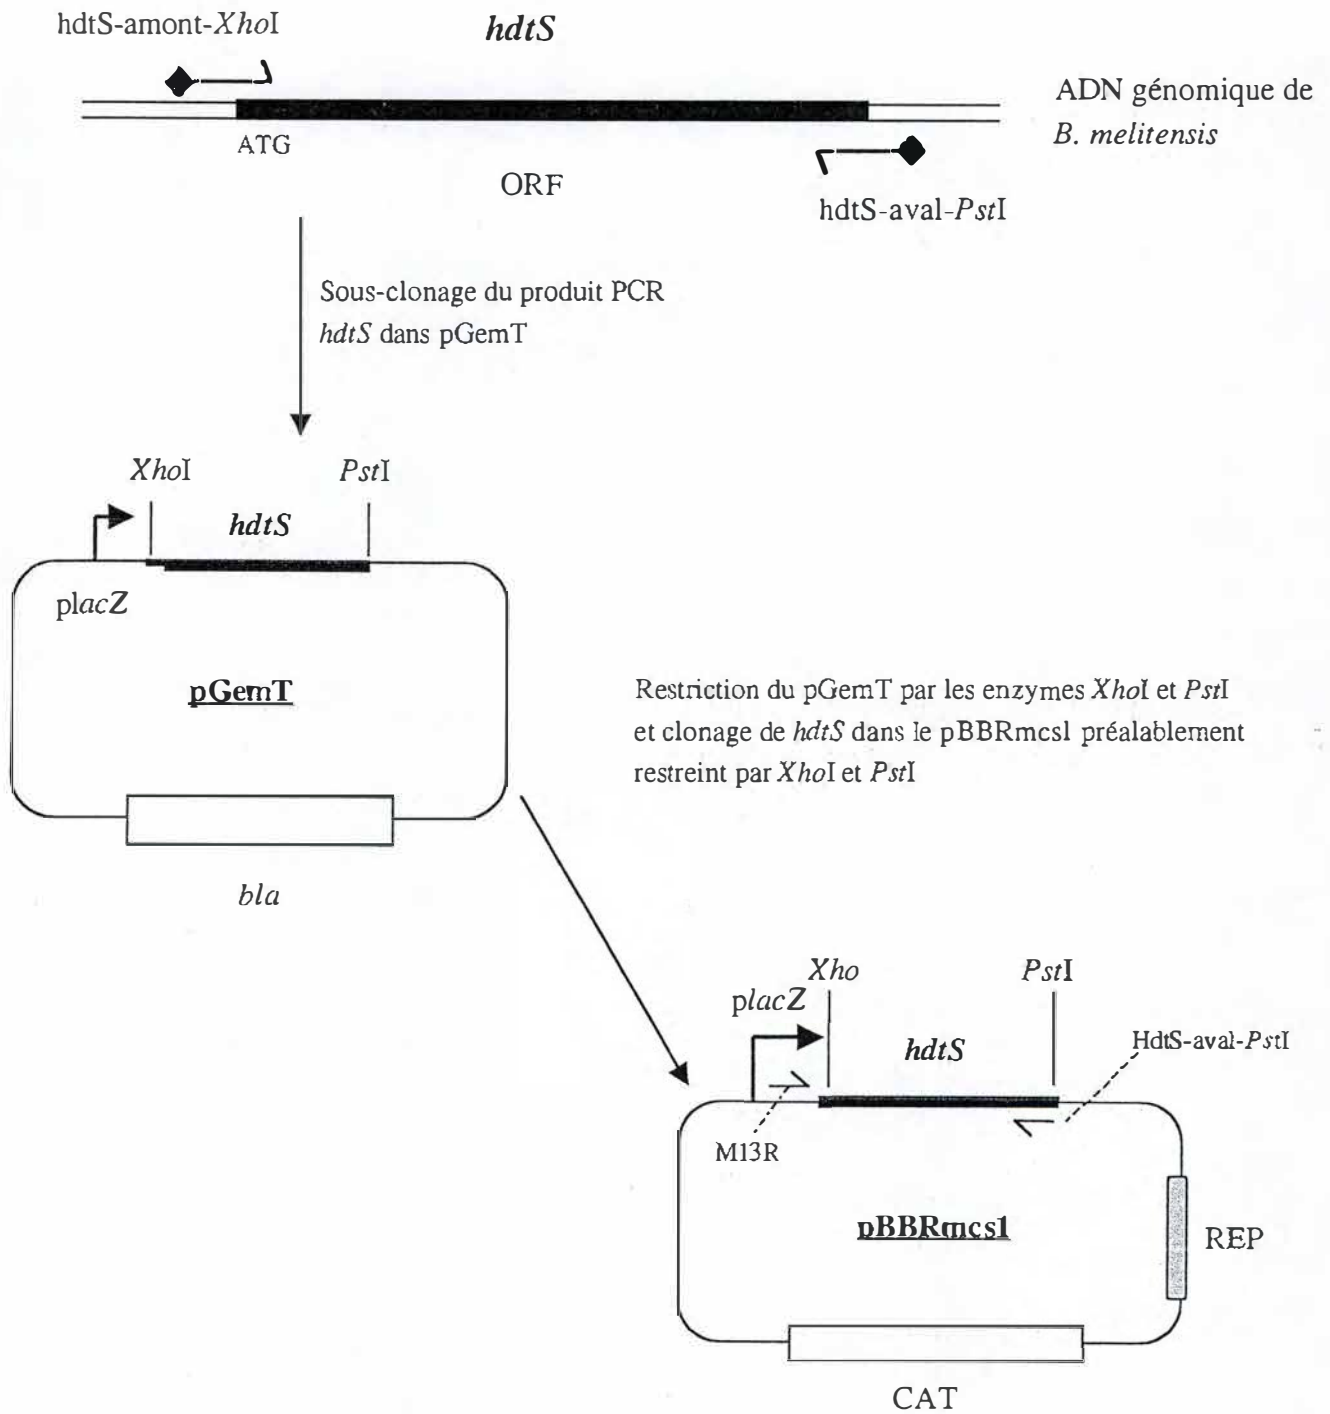 hdtS-amont-XhoI
hdtS
ADN génomique de
B. melitensis
ATG
ORF
hdtS-aval-PstI
Sous-clonage du produit PCR
hdtS dans pGemT
XhoI
PstI
hdtS
placZ
pGemT
Restriction du pGemT par les enzymes XhoI et PstI
et clonage de hdtS dans le pBBRmcs1 préalablement
restreint par XhoI et PstI
bla
Xho
PstI
placZ
hdtS
HdtS-aval-PstI
M13R
pBBRmcs1
REP
CAT